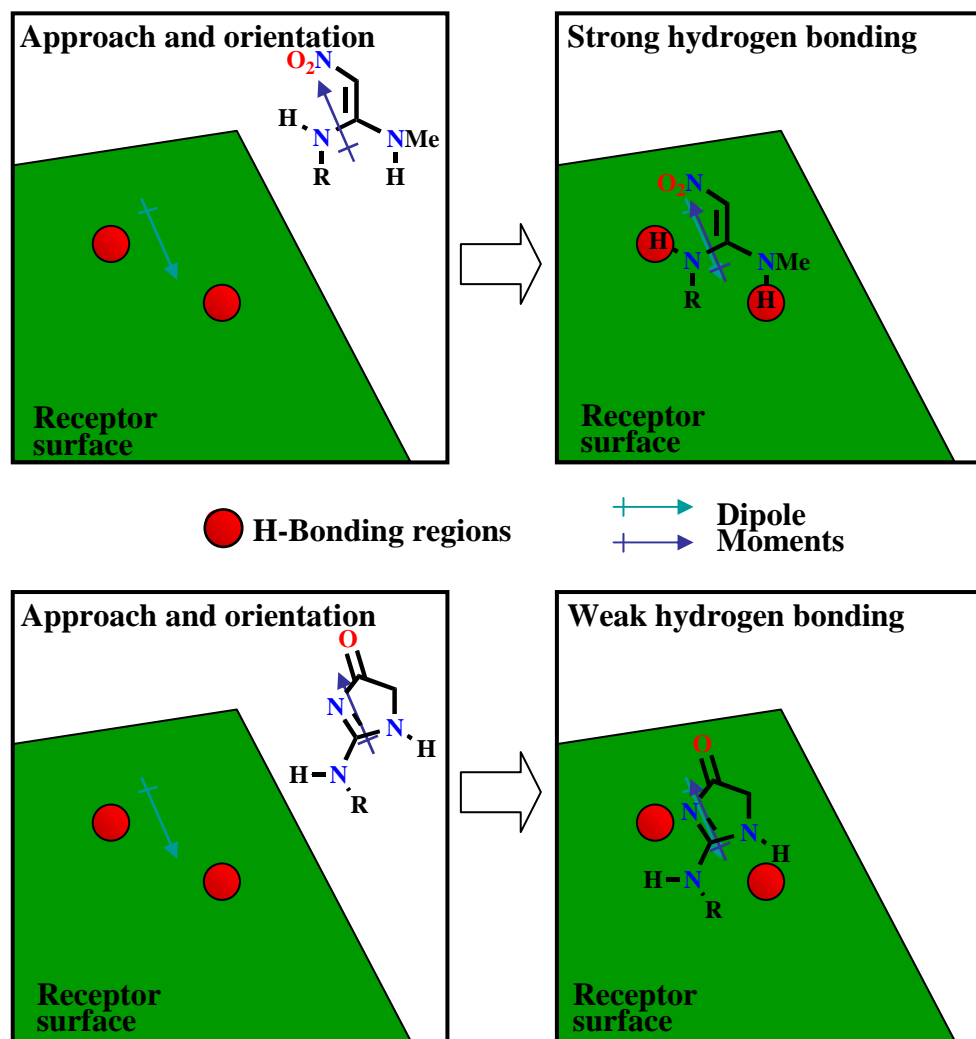 Approach and orientation
O₂N
H
N
NMe
R
H
Receptor
surface
Strong hydrogen bonding
O₂N
H
N
NMe
R
H
Receptor
surface
H-Bonding regions
Dipole
Moments
Approach and orientation
O
N
N
H
H
N
R
Receptor
surface
Weak hydrogen bonding
O
N
N
H
H
N
R
Receptor
surface